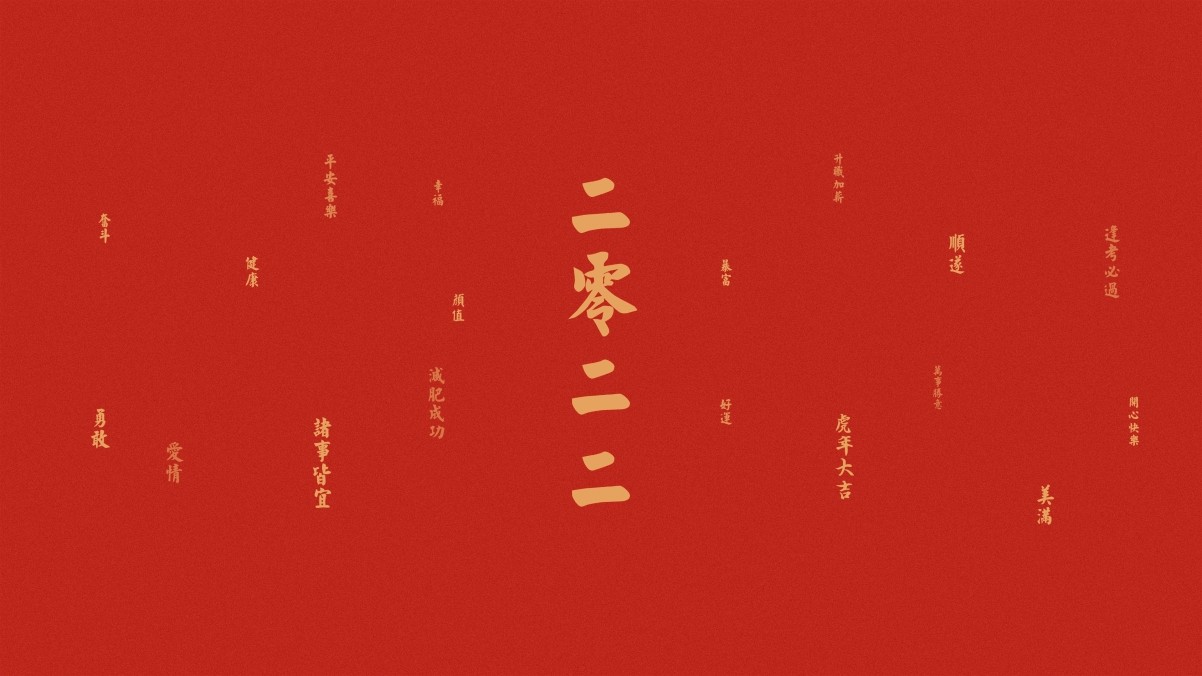 奮斗
勇敢
愛情
健康
平安喜樂
諸事皆宜
幸福
顏值
減肥成功
二零二二
暴富
好運
升職加薪
虎年大吉
順遂
萬事勝意
美滿
逢考必過
開心快樂